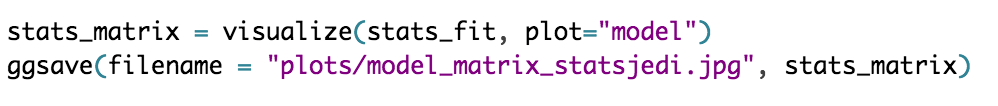 stats_matrix = visualize(stats_fit, plot="model")
ggsave(filename = "plots/model_matrix_statsjedi.jpg", stats_matrix)